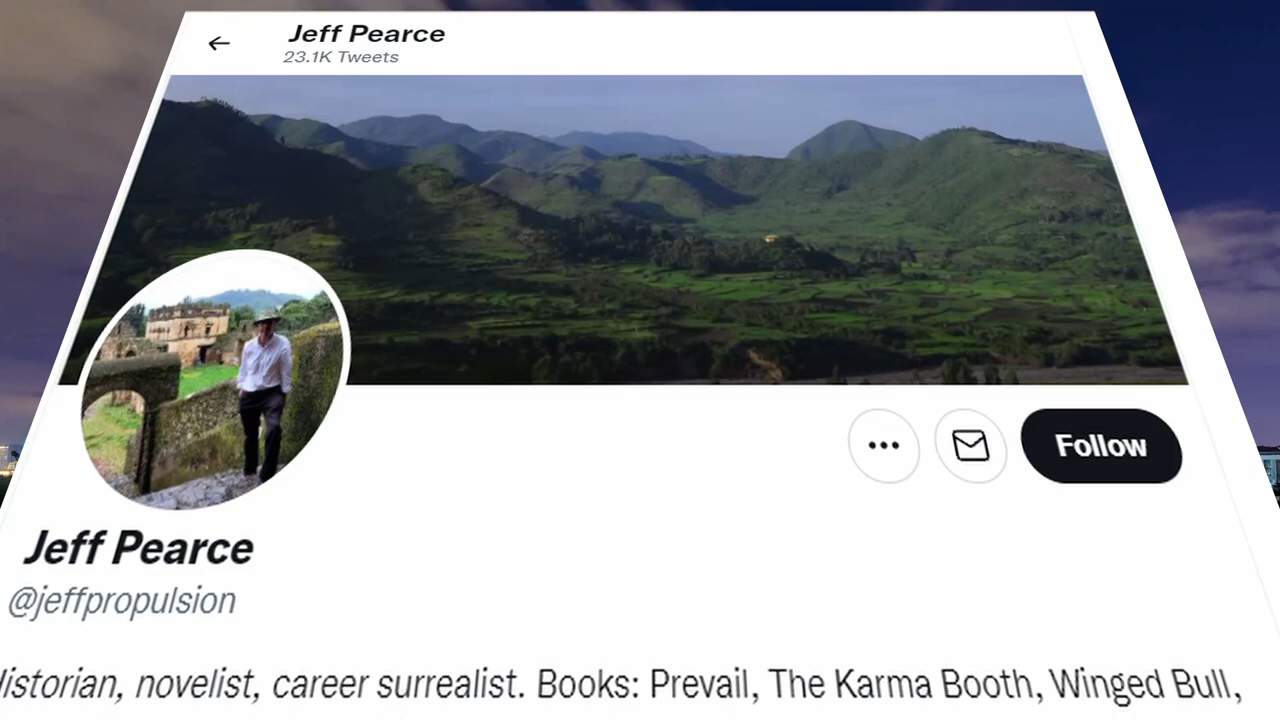 Jeff Pearce
23.1K Tweets
Follow
Jeff Pearce
@jeffpropulsion
Historian, novelist, career surrealist. Books: Prevail, The Karma Booth, Winged Bull,